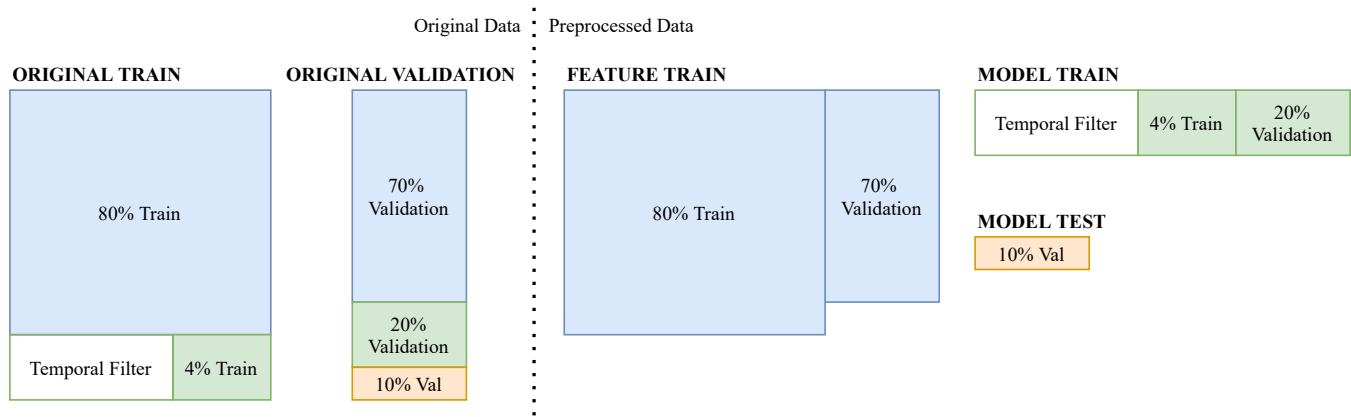 Original Data
Preprocessed Data
ORIGINAL TRAIN
ORIGINAL VALIDATION
FEATURE TRAIN
MODEL TRAIN
80% Train
Temporal Filter
4% Train
70%
Validation
20%
Validation
10% Val
80% Train
70%
Validation
Temporal Filter
4% Train
20%
Validation
MODEL TEST
10% Val